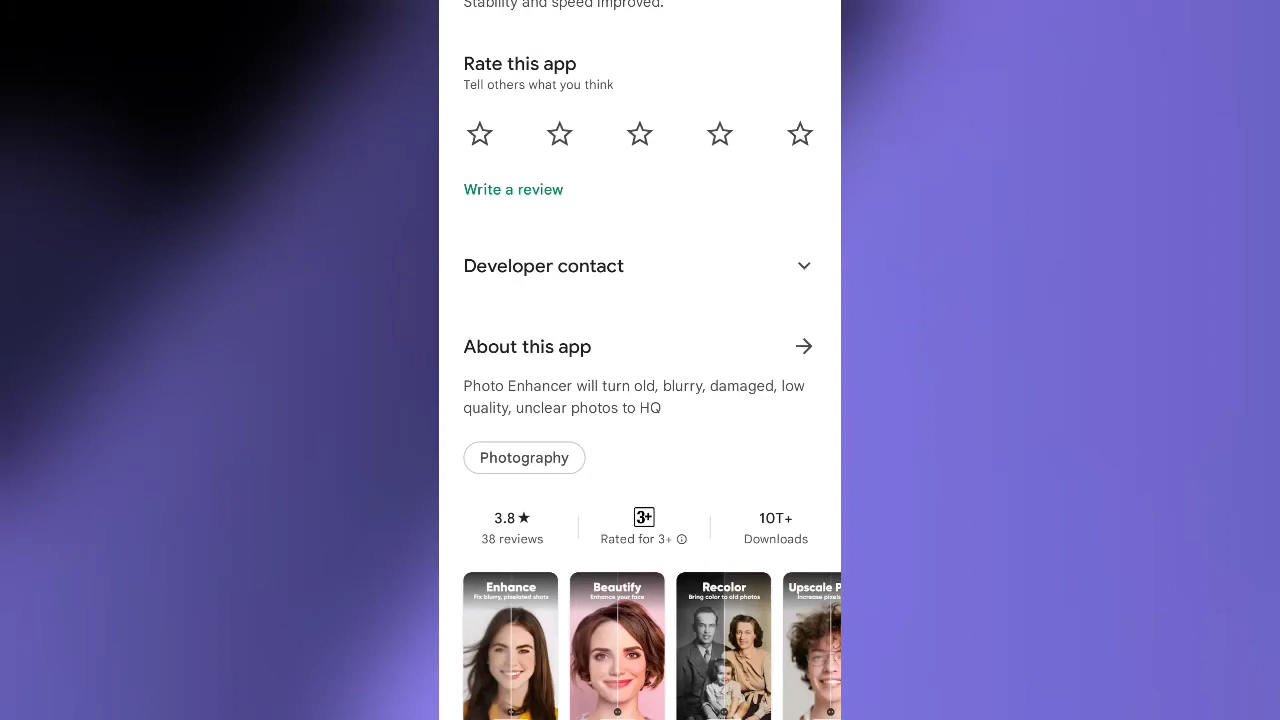 Stability and speed improved.
Rate this app
Tell others what you think
Write a review
Developer contact
About this app
Photo Enhancer will turn old, blurry, damaged, low
quality, unclear photos to HQ
Photography
3.8★
38 reviews
3+
Rated for 3+
10T+
Downloads
Enhance
Fix blurry, pixelated shots
Beautify
Enhance your face
Recolor
Bring color to old photos
Upscale P
Increase pixels